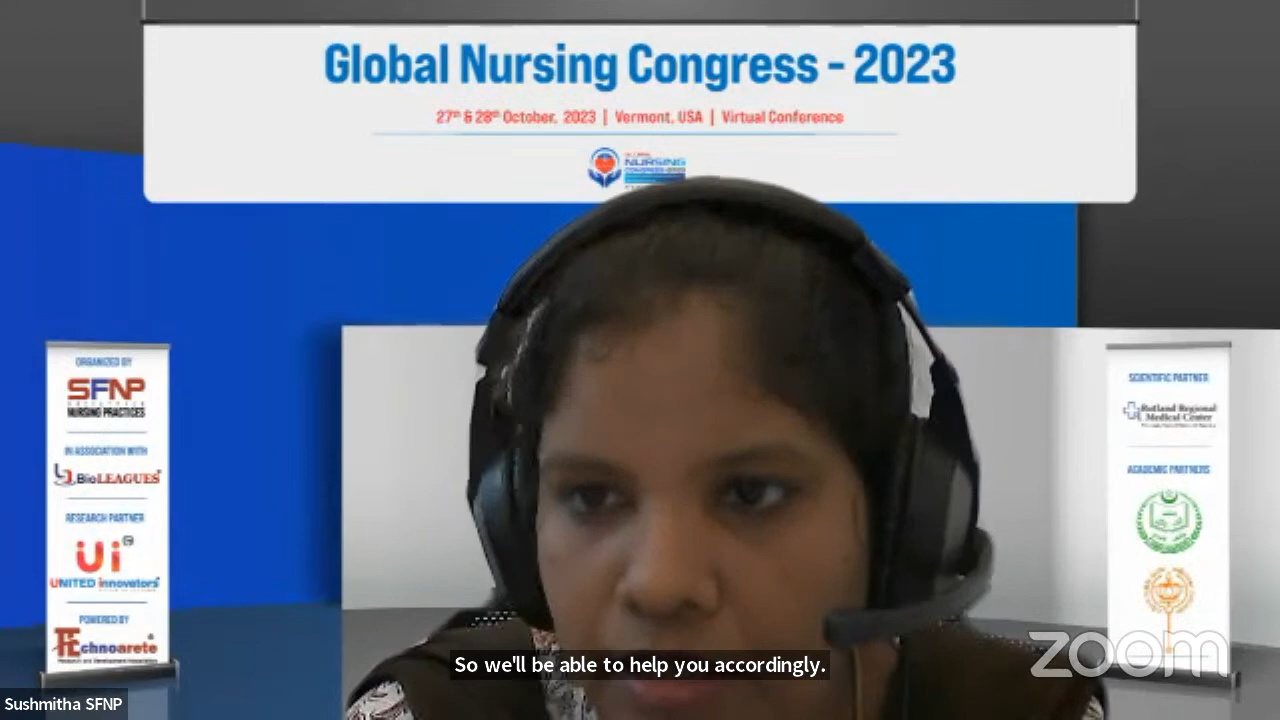 Global Nursing Congress - 2023
27th & 28th October, 2023 | Vermont, USA | Virtual Conference
NURSING
ORGANIZED BY
SFNP
NURSING PRACTICES
IN ASSOCIATION WITH
BioLEAGUES
RESEARCH PARTNER
Ui
UNITED innovators
POWERED BY
TEchnoarete
SCIENTIFIC PARTNER
Rutland Regional
Medical Center
ACADEMIC PARTNERS
zoom
So we'll be able to help you accordingly.
Sushmitha SFNP